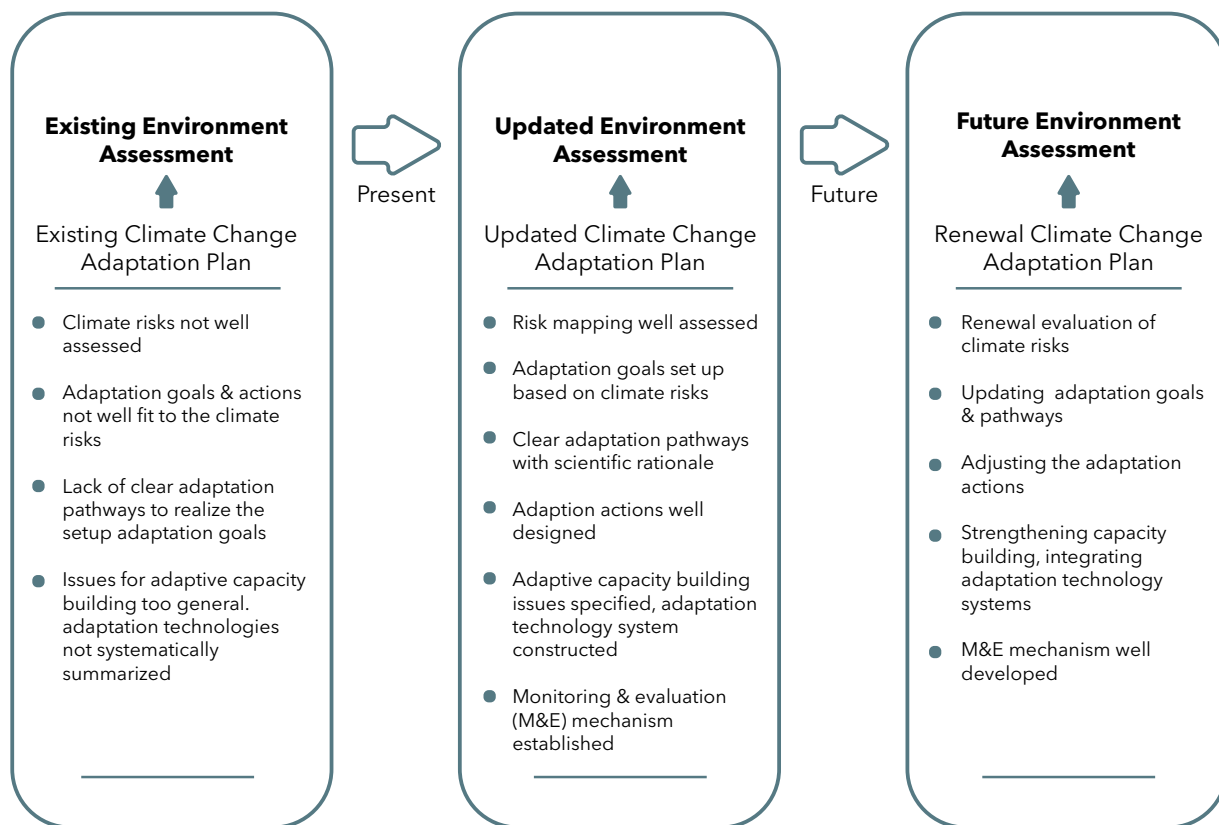 Existing Environment
Assessment
Existing Climate Change
Adaptation Plan
Climate risks not well
assessed
Adaptation goals & actions
not well fit to the climate
risks
Lack of clear adaptation
pathways to realize the
setup adaptation goals
Issues for adaptive capacity
building too general.
adaptation technologies
not systematically
summarized
Present
Updated Environment
Assessment
Updated Climate Change
Adaptation Plan
Risk mapping well assessed
Adaptation goals set up
based on climate risks
Clear adaptation pathways
with scientific rationale
Adaption actions well
designed
Adaptive capacity building
issues specified, adaptation
technology system
constructed
Monitoring & evaluation
(M&E) mechanism
established
Future
Future Environment
Assessment
Renewal Climate Change
Adaptation Plan
Renewal evaluation of
climate risks
Updating  adaptation goals
& pathways
Adjusting the adaptation
actions
Strengthening capacity
building, integrating
adaptation technology
systems
M&E mechanism well
developed